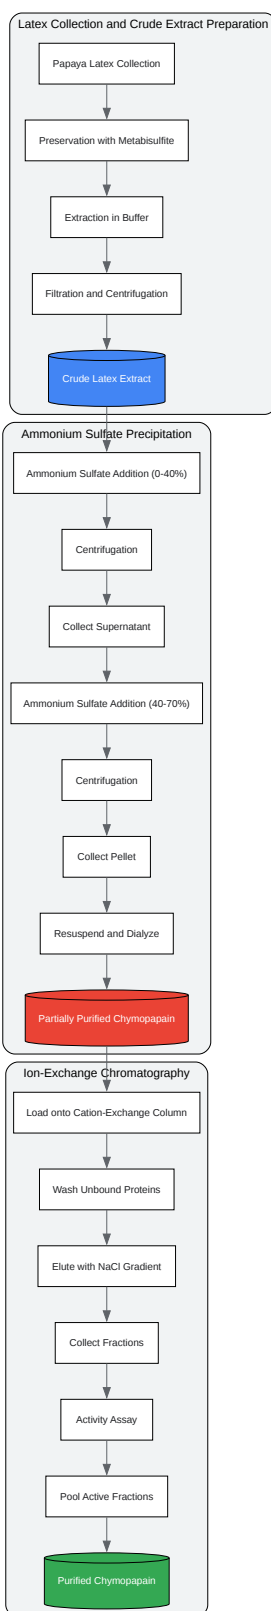 Latex Collection and Crude Extract Preparation
Papaya Latex Collection
Preservation with Metabisulfite
Extraction in Buffer
Filtration and Centrifugation
Crude Latex Extract
Ammonium Sulfate Precipitation
Ammonium Sulfate Addition (0-40%)
Centrifugation
Collect Supernatant
Ammonium Sulfate Addition (40-70%)
Centrifugation
Collect Pellet
Resuspend and Dialyze
Partially Purified Chymopapain
Ion-Exchange Chromatography
Load onto Cation-Exchange Column
Wash Unbound Proteins
Elute with NaCl Gradient
Collect Fractions
Activity Assay
Pool Active Fractions
Purified Chymopapain